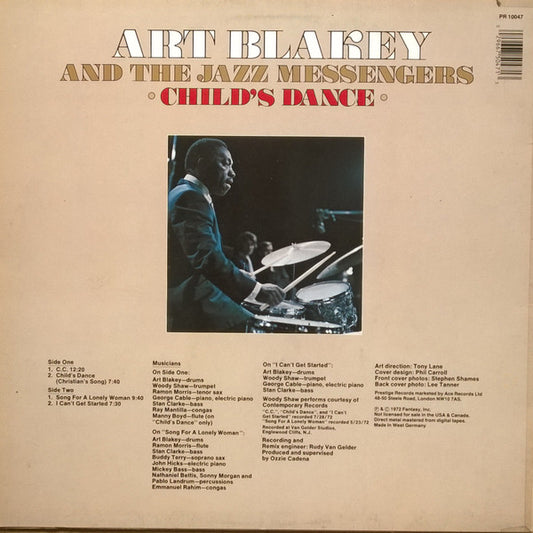 PR 10047
ART BLAKEY
AND THE JAZZ MESSENGERS
CHILD'S DANCE
Side One
1. C.C. 12:20
2. Child's Dance
(Christian's Song) 7:40
Side Two
1. Song For A Lonely Woman 9:40
2. I Can't Get Started 7:30
Musicians
On Side One:
Art Blakey–drums
Woody Shaw–trumpet
Ramon Morris–tenor sax
George Cable–piano, electric piano
Stan Clarke–bass
Ray Mantilla–congas
Manny Boyd–flute (on
"Child's Dance" only)
On "Song For A Lonely Woman":
Art Blakey–drums
Ramon Morris–flute
Stan Clarke–bass
Buddy Terry–soprano sax
John Hicks–electric piano
Mickey Bass–bass
Nathaniel Bettis, Sonny Morgan and
Pablo Landrum–percussions
Emmanuel Rahim–congas
On "I Can't Get Started":
Art Blakey–drums
Woody Shaw–trumpet
George Cable–piano, electric piano
Stan Clarke–bass
Woody Shaw performs courtesy of
Contemporary Records
"C.C.", "Child's Dance", and "I Can't
Get Started" recorded 7/28/72
"Song For A Lonely Woman" recorded 5/23/72
Recorded at Van Gelder Studios,
Englewood Cliffs, N.J.
Recording and
Remix engineer: Rudy Van Gelder
Produced and supervised
by Ozzie Cadena
Art direction: Tony Lane
Cover design: Phil Carroll
Front cover photos: Stephen Shames
Back cover photo: Lee Tanner
Prestige Records marketed by Ace Records Ltd
48-50 Steele Road, London NW10 7AS.
℗ & © 1972 Fantasy, Inc.
Not licensed for sale in the USA & Canada.
Direct metal mastered from digital tapes
Made in West Germany